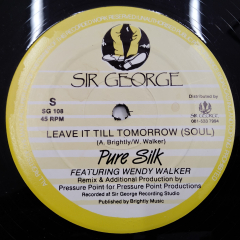 SIR GEORGE
Distributed by
SIR GEORGE
S
SG 108
45 RPM
LEAVE IT TILL TOMORROW (SOUL)
(A. Brightly/W. Walker)
Pure Silk
FEATURING WENDY WALKER
Remix & Additional Production by
Pressure Point for Pressure Point Productions
Recorded at Sir George Recording Studio
Published by Brightly Music